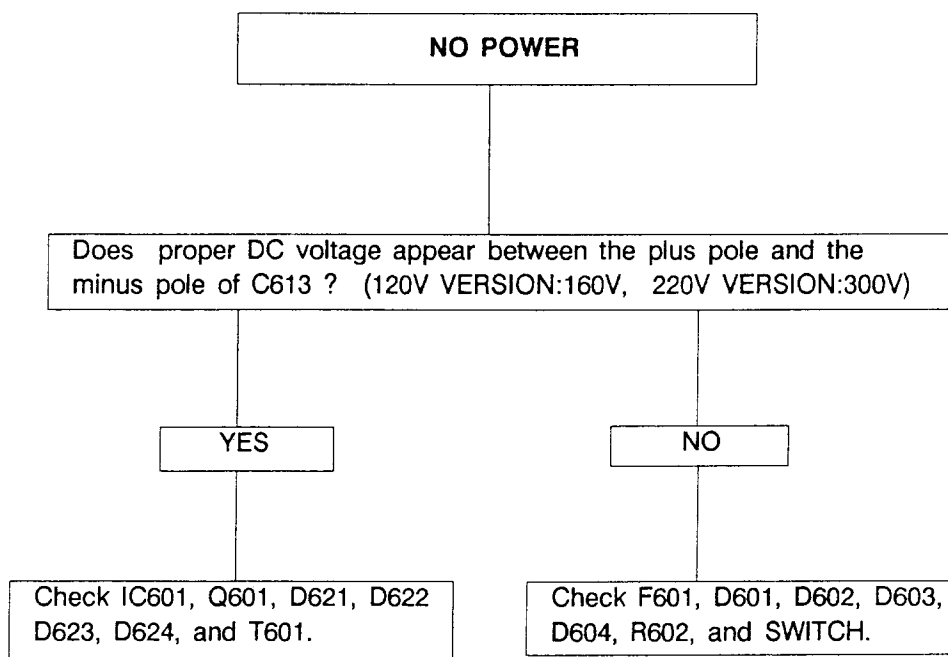 NO POWER
Does proper DC voltage appear between the plus pole and the
minus pole of C613 ? (120V VERSION:160V, 220V VERSION:300V)
YES
NO
Check IC601, Q601, D621, D622
D623, D624, and T601.
Check F601, D601, D602, D603,
D604, R602, and SWITCH.